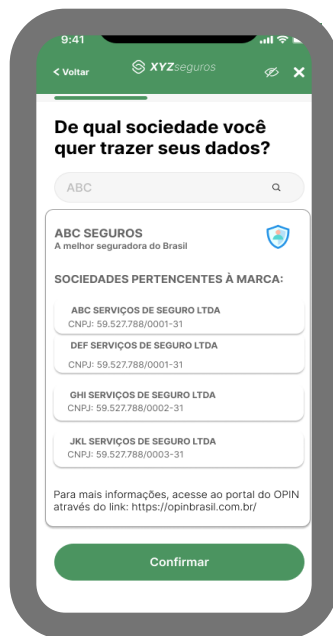 9:41
< Voltar
XYZseguros
De qual sociedade você
quer trazer seus dados?
ABC
ABC SEGUROS
A melhor seguradora do Brasil
SOCIEDADES PERTENCENTES À MARCA:
ABC SERVIÇOS DE SEGURO LTDA
CNPJ: 59.527.788/0001-31
DEF SERVIÇOS DE SEGURO LTDA
CNPJ: 59.527.788/0001-31
GHI SERVIÇOS DE SEGURO LTDA
CNPJ: 59.527.788/0002-31
JKL SERVIÇOS DE SEGURO LTDA
CNPJ: 59.527.788/0003-31
Para mais informações, acesse ao portal do OPIN
através do link: https://opinbrasil.com.br/
Confirmar